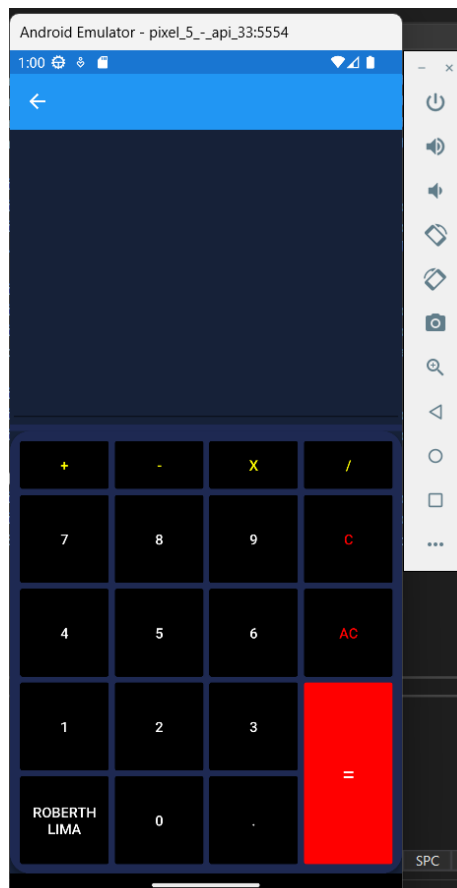 Android Emulator - pixel_5_-_api_33:5554
1:00
+ - X /
7 8 9 C
4 5 6 AC
1 2 3
=
ROBERTH
LIMA
0 .
SPC